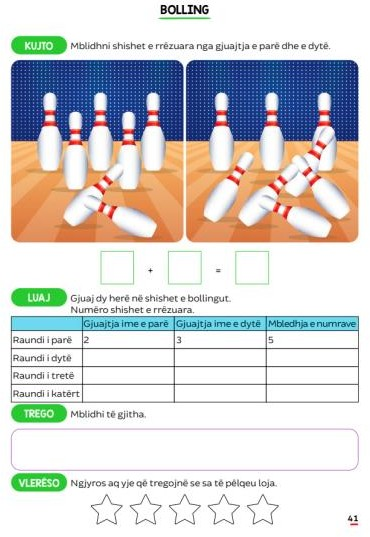 BOLLING
KUJTO Mblidhni shishet e rrëzuara nga gjuajtja e parë dhe e dytë.
+ =
LUAJ Gjuaj dy herë në shishet e bollingut.
Numëro shishet e rrëzuara.
Gjuajtja ime e parë Gjuajtja ime e dytë Mbledhja e numrave
Raundi i parë 2 3 5
Raundi i dytë
Raundi i tretë
Raundi i katërt
TREGO Mblidhi të gjitha.
VLERËSO Ngjyros aq yje që tregojnë se sa të pëlqeu loja.
41